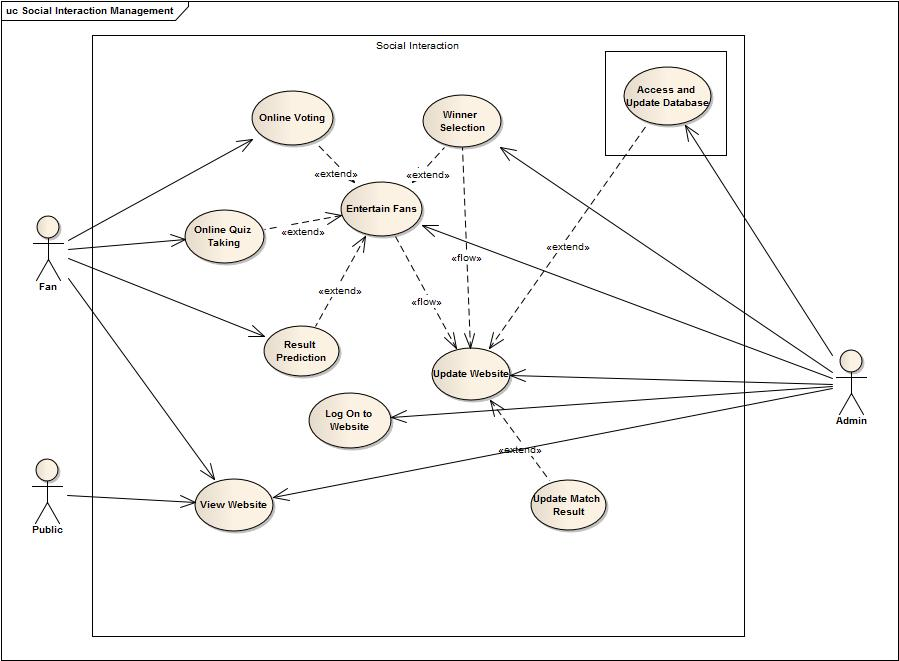 uc Social Interaction Management
Social Interaction
Access and
Update Database
Online Voting
Winner
Selection
«extend»
«extend»
Entertain Fans
Online Quiz
Taking
«extend»
«extend»
«flow»
«extend»
«flow»
Fan
Result
Prediction
Update Website
Log On to
Website
Admin
«extend»
View Website
Update Match
Result
Public